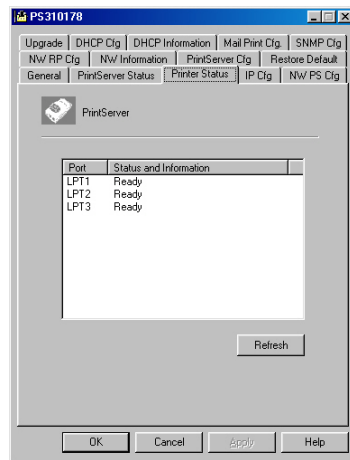 PS310178
Upgrade DHCP Cfg DHCP Information Mail Print Cfg. SNMP Cfg
NW RP Cfg NW Information PrintServer Cfg Restore Default
General PrintServer Status Printer Status IP Cfg NW PS Cfg
PrintServer
Port Status and Information
LPT1 Ready
LPT2 Ready
LPT3 Ready
Refresh
OK Cancel Apply Help